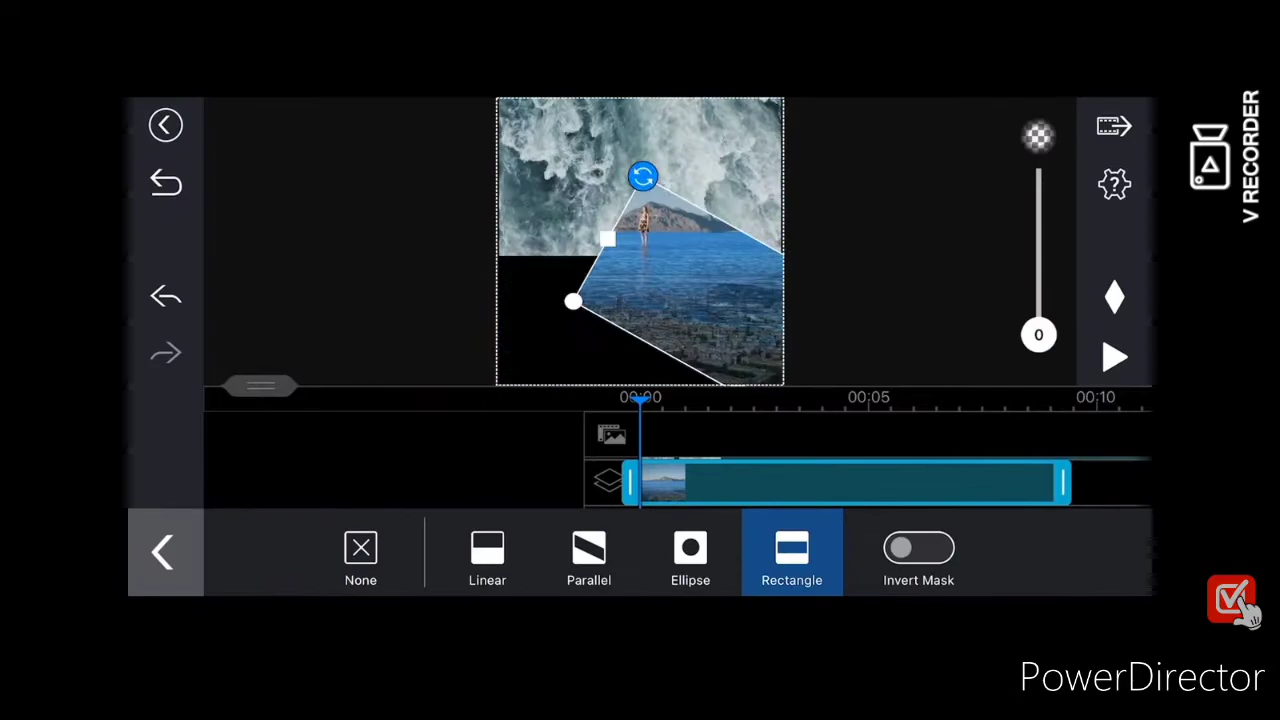 V RECORDER
0
00:00
00:05
00:10
None
Linear
Parallel
Ellipse
Rectangle
Invert Mask
PowerDirector